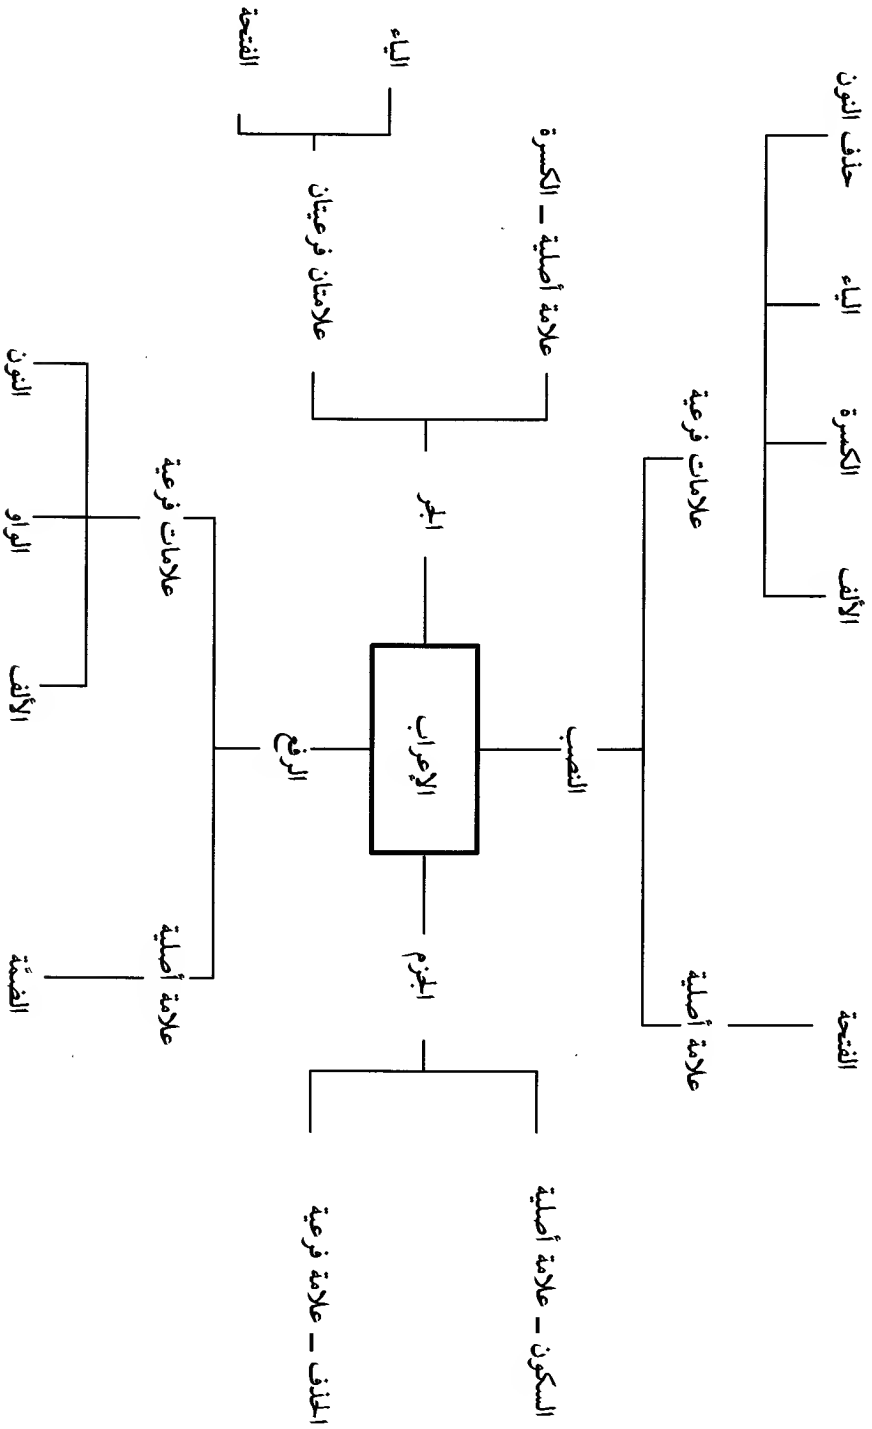 الفتحة
الألف
الكسرة
الياء
حذف النون
علامة أصلية
علامات فرعية
النصب
السكون – علامة أصلية
علامة أصلية – الكسرة
الجزم
الإعراب
الجر
الياء
الحذف – علامة فرعية
علامتان فرعيتان
الرفع
الفتحة
علامة أصلية
علامات فرعية
الضمَّة
الألف
الواو
النون